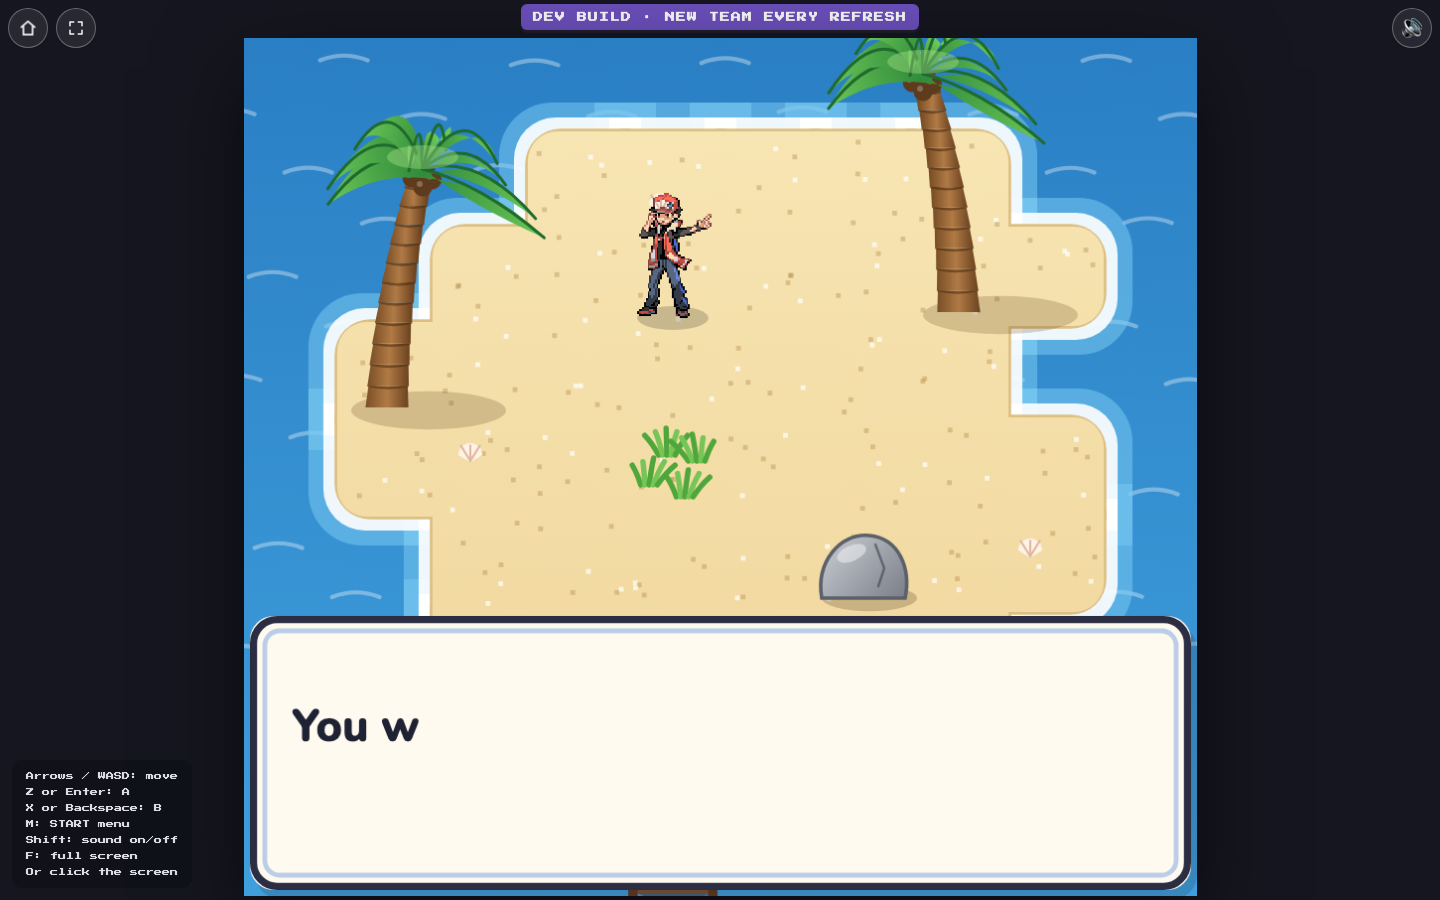 DEV BUILD · NEW TEAM EVERY REFRESH
You w
Arrows / WASD: move
Z or Enter: A
X or Backspace: B
M: START menu
Shift: sound on/off
F: full screen
Or click the screen